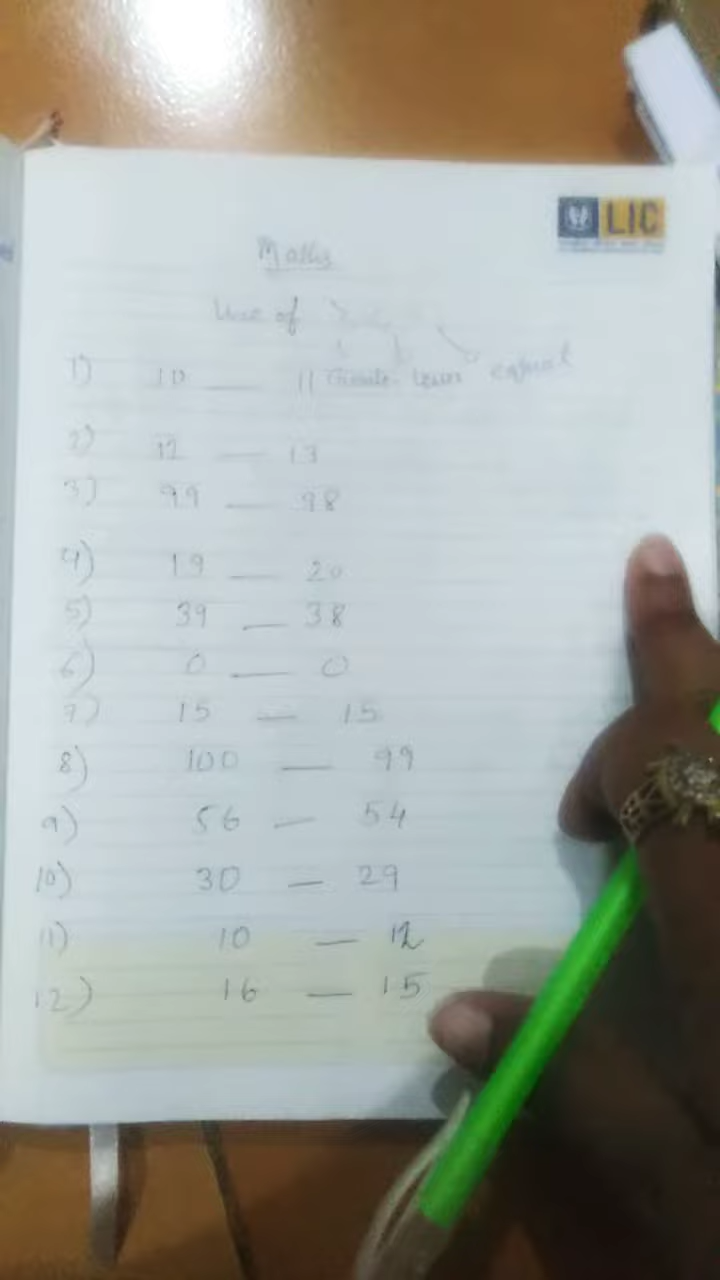 LIC
Maths
Use of > <
1) 10 __ 11 equal
2) 12 __ 13
3) 99 __ 98
4) 19 __ 20
5) 39 __ 38
6) 0 __ 0
7) 15 __ 15
8) 100 __ 99
9) 56 __ 54
10) 30 __ 29
11) 10 __ 12
12) 16 __ 15